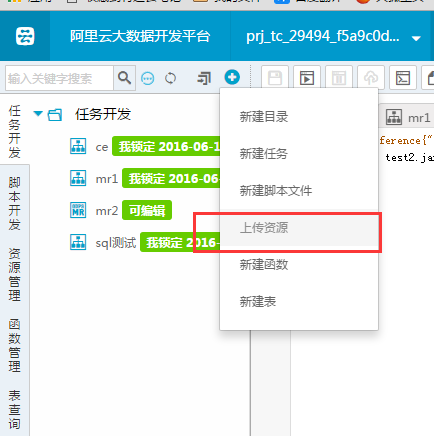 阿里云大数据开发平台 prj_tc_29494_f5a9c0d...
输入关键字搜索
任务开发
脚本开发
资源管理
函数管理
表查询
任务开发
ce 我锁定 2016-06-1
mr1 我锁定 2016-06
mr2 可编辑
sql测试 我锁定 2016-
新建目录
新建任务
新建脚本文件
上传资源
新建函数
新建表
mr1
ference{"
test2.ja